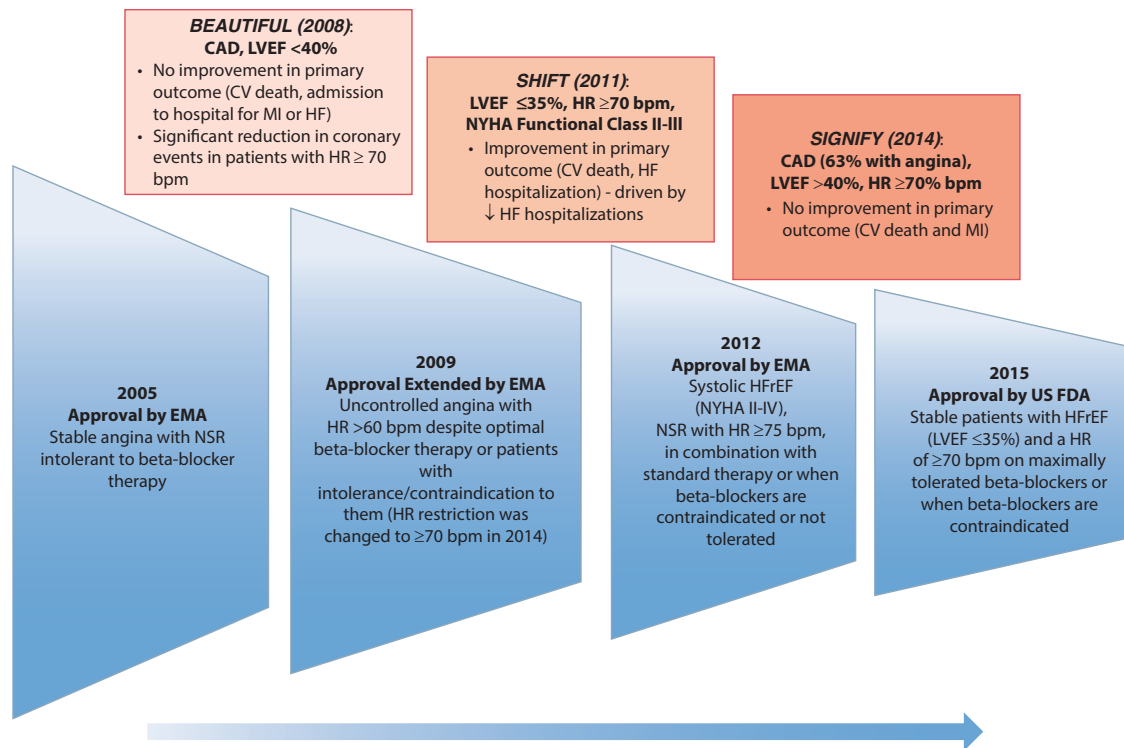 BEAUTIFUL (2008):
CAD, LVEF <40%
• No improvement in primary
outcome (CV death, admission
to hospital for MI or HF)
• Significant reduction in coronary
events in patients with HR ≥ 70
bpm
SHIFT (2011):
LVEF ≤35%, HR ≥70 bpm,
NYHA Functional Class II-III
• Improvement in primary
outcome (CV death, HF
hospitalization) - driven by
↓ HF hospitalizations
SIGNIFY (2014):
CAD (63% with angina),
LVEF >40%, HR ≥70% bpm
• No improvement in primary
outcome (CV death and MI)
2005
Approval by EMA
Stable angina with NSR
intolerant to beta-blocker
therapy
2009
Approval Extended by EMA
Uncontrolled angina with
HR >60 bpm despite optimal
beta-blocker therapy or patients
with
intolerance/contraindication to
them (HR restriction was
changed to ≥70 bpm in 2014)
2012
Approval by EMA
Systolic HFrEF
(NYHA II-IV),
NSR with HR ≥75 bpm,
in combination with
standard therapy or when
beta-blockers are
contraindicated or not
tolerated
2015
Approval by US FDA
Stable patients with HFrEF
(LVEF ≤35%) and a HR
of ≥70 bpm on maximally
tolerated beta-blockers or
when beta-blockers are
contraindicated